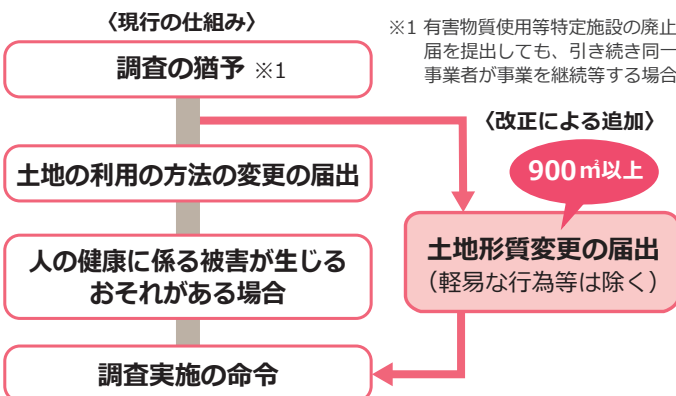 〈現行の仕組み〉
調査の猶予 ※1
※1 有害物質使用等特定施設の廃止
届を提出しても、引き続き同一
事業者が事業を継続等する場合
〈改正による追加〉
900㎡以上
土地の利用の方法の変更の届出
土地形質変更の届出
（軽易な行為等は除く）
人の健康に係る被害が生じる
おそれがある場合
調査実施の命令